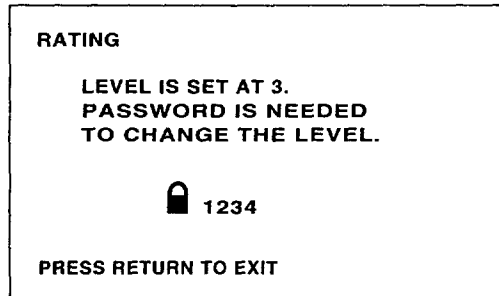 RATING
LEVEL IS SET AT 3.
PASSWORD IS NEEDED
TO CHANGE THE LEVEL.
1234
PRESS RETURN TO EXIT